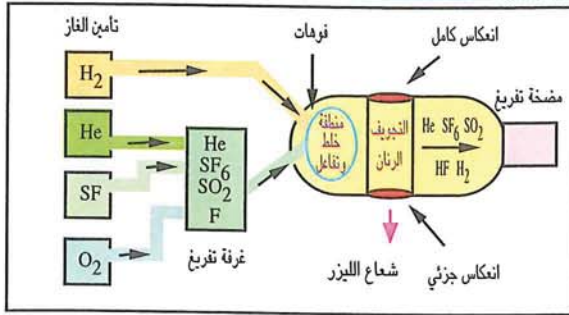 تأمين الغاز
H2
He
SF
O2
He
SF6
SO2
F
غرفة تفريغ
فوهات
منطقة
خلط
وتفاعل
انعكاس كامل
التجويف
الرنان
He SF6 SO2
HF H2
مضخة تفريغ
شعاع الليزر
انعكاس جزئي